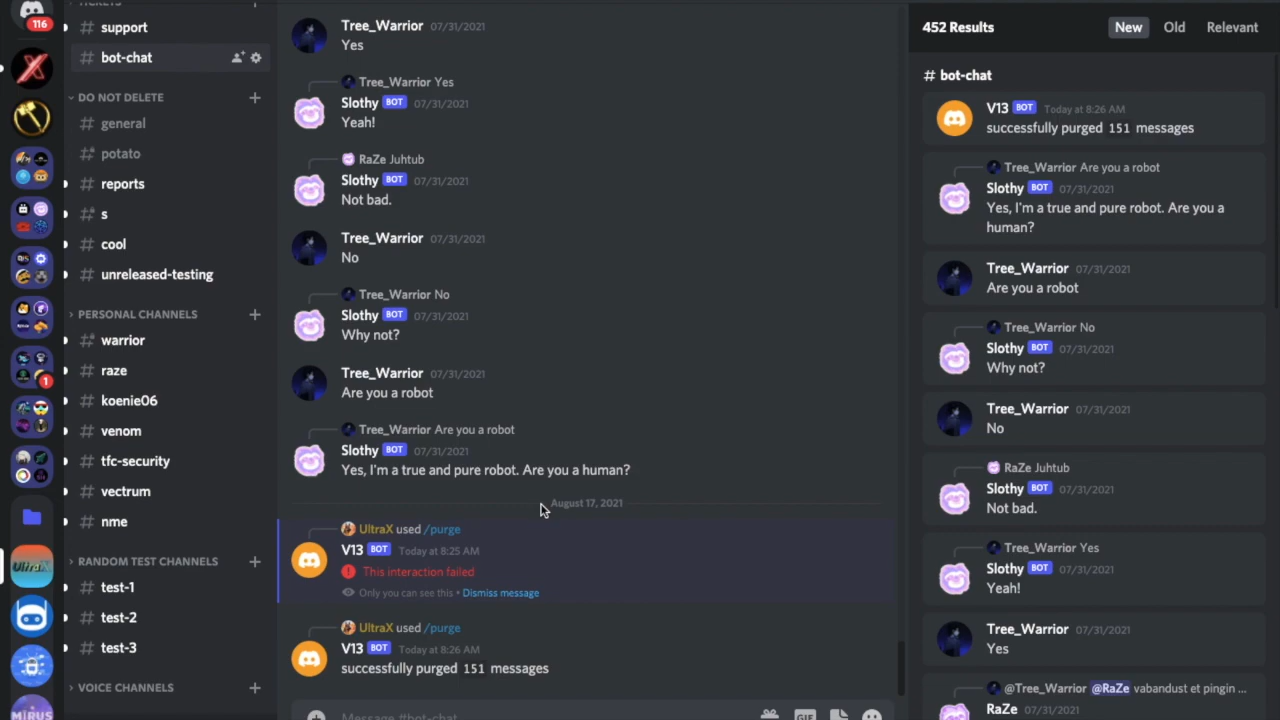 116
1
UltraX
MIRUS
# support
# bot-chat
DO NOT DELETE
# general
# potato
# reports
# s
# cool
# unreleased-testing
PERSONAL CHANNELS
# warrior
# raze
# koenie06
# venom
# tfc-security
# vectrum
# nme
RANDOM TEST CHANNELS
# test-1
# test-2
# test-3
VOICE CHANNELS
Tree_Warrior 07/31/2021
Yes
Tree_Warrior Yes
Slothy BOT 07/31/2021
Yeah!
RaZe Juhtub
Slothy BOT 07/31/2021
Not bad.
Tree_Warrior 07/31/2021
No
Tree_Warrior No
Slothy BOT 07/31/2021
Why not?
Tree_Warrior 07/31/2021
Are you a robot
Tree_Warrior Are you a robot
Slothy BOT 07/31/2021
Yes, I'm a true and pure robot. Are you a human?
August 17, 2021
UltraX used /purge
V13 BOT Today at 8:25 AM
This interaction failed
Only you can see this • Dismiss message
UltraX used /purge
V13 BOT Today at 8:26 AM
successfully purged 151 messages
Message #bot-chat
GIF
452 Results
New Old Relevant
# bot-chat
V13 BOT Today at 8:26 AM
successfully purged 151 messages
Tree_Warrior Are you a robot
Slothy BOT 07/31/2021
Yes, I'm a true and pure robot. Are you a
human?
Tree_Warrior 07/31/2021
Are you a robot
Tree_Warrior No
Slothy BOT 07/31/2021
Why not?
Tree_Warrior 07/31/2021
No
RaZe Juhtub
Slothy BOT 07/31/2021
Not bad.
Tree_Warrior Yes
Slothy BOT 07/31/2021
Yeah!
Tree_Warrior 07/31/2021
Yes
@Tree_Warrior @RaZe vabandust et pingin ...
RaZe 07/31/2021